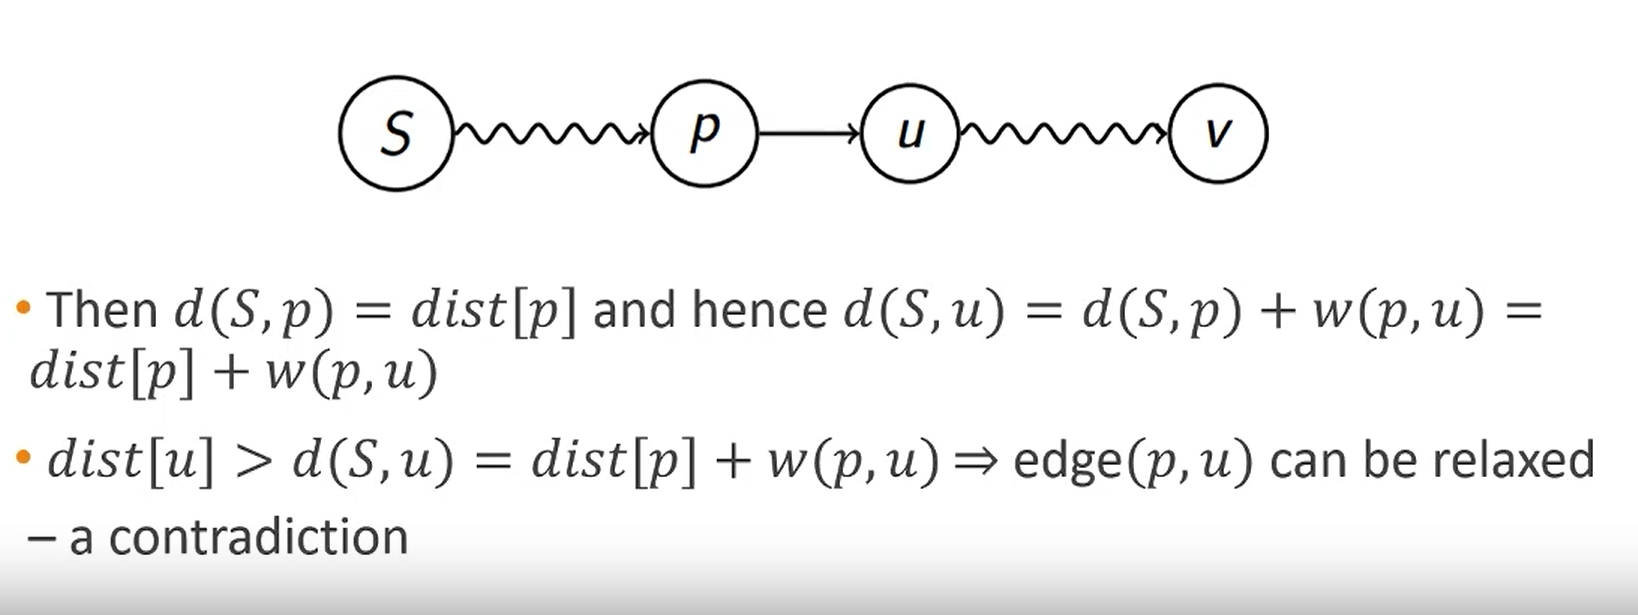 S p u v
• Then d(S, p) = dist[p] and hence d(S, u) = d(S, p) + w(p, u) =
dist[p] + w(p, u)
• dist[u] > d(S, u) = dist[p] + w(p, u) ⇒ edge(p, u) can be relaxed
– a contradiction